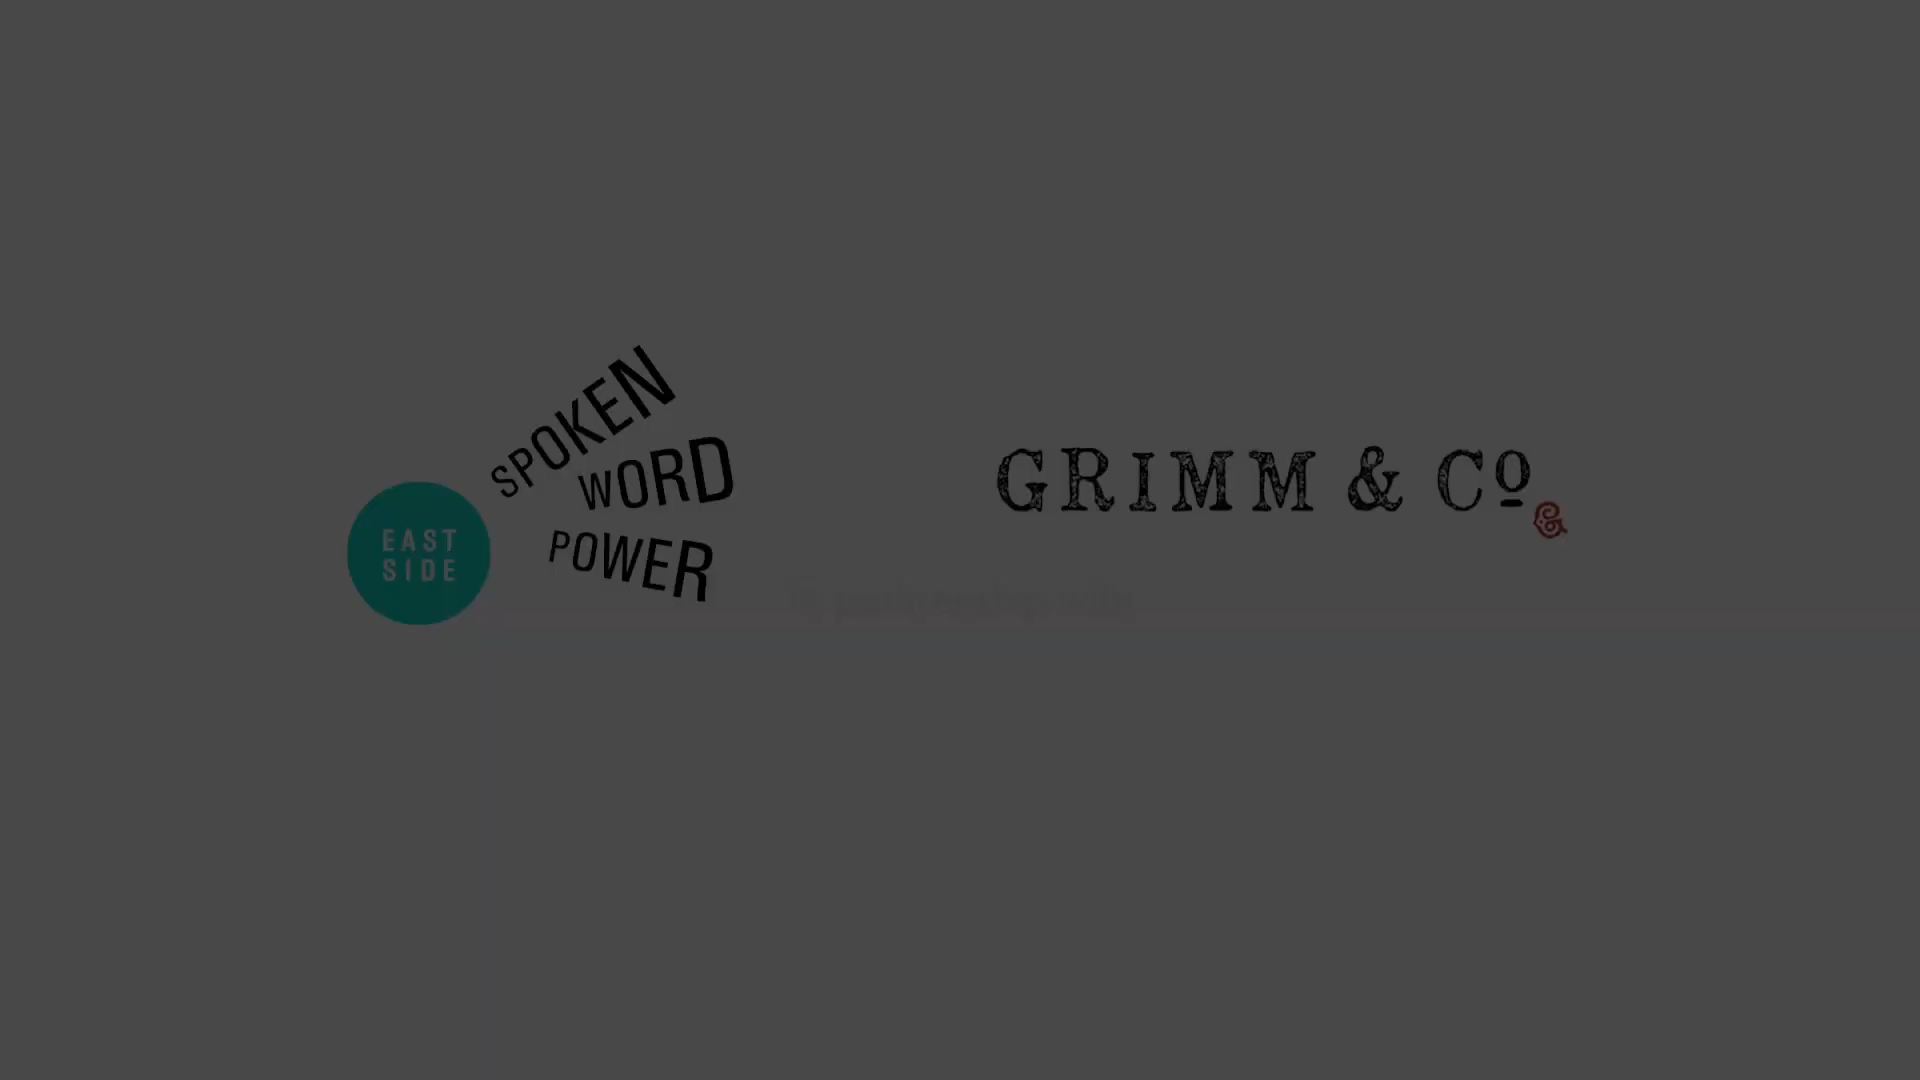 SPOKEN
WORD
POWER
EAST
SIDE
GRIMM & Cº
&